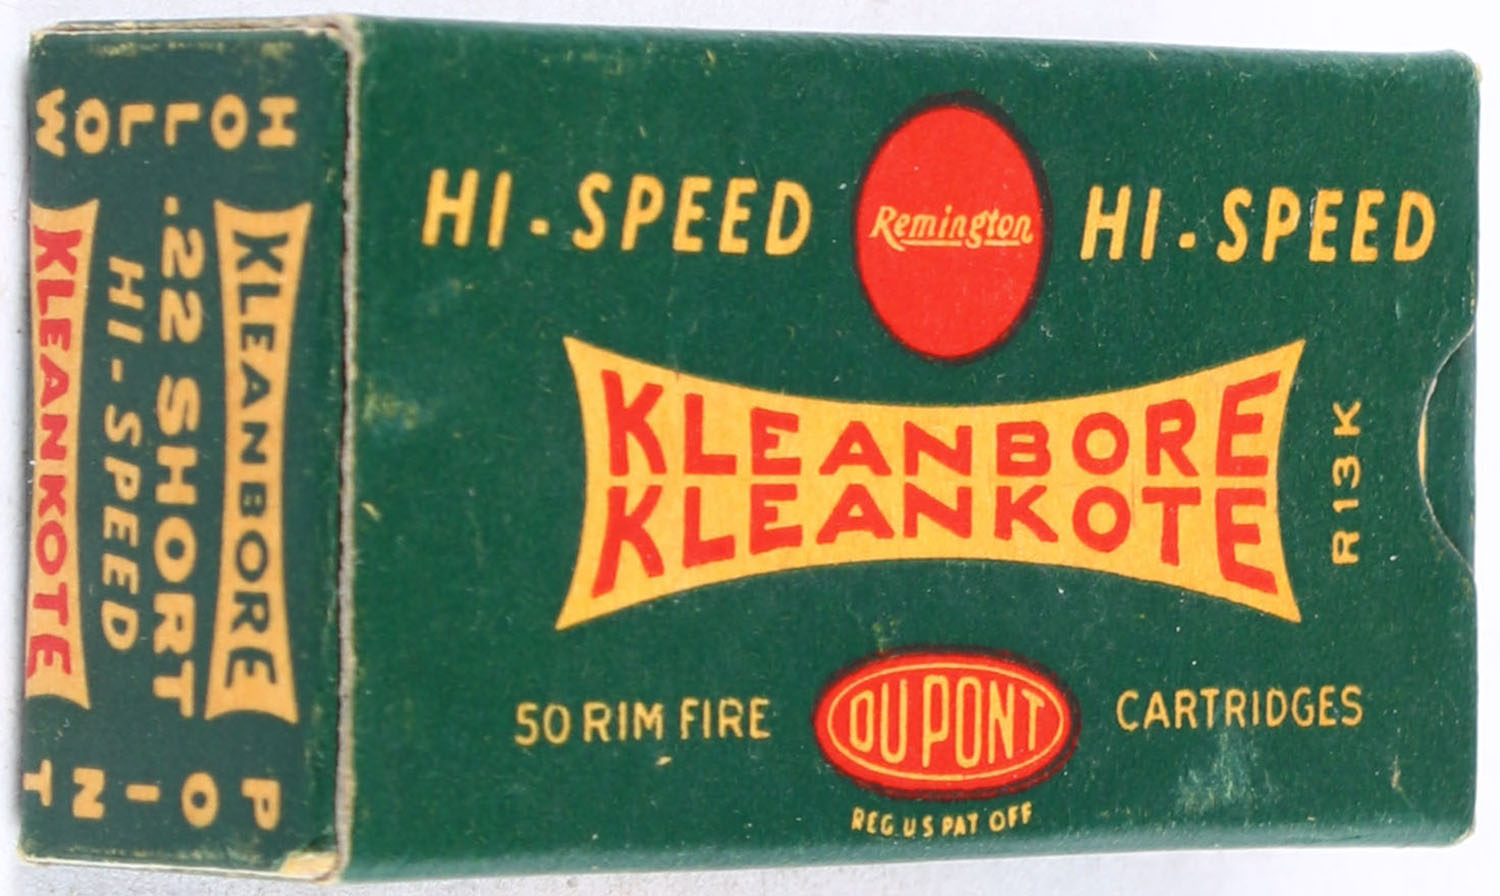 HI-SPEED Remington HI-SPEED
KLEANBORE
KLEANKOTE
R13K
50 RIM FIRE DU PONT CARTRIDGES
REG. U S PAT OFF
HOLLOW
KLEANBORE
.22 SHORT
HI-SPEED
KLEANKOTE
POINT